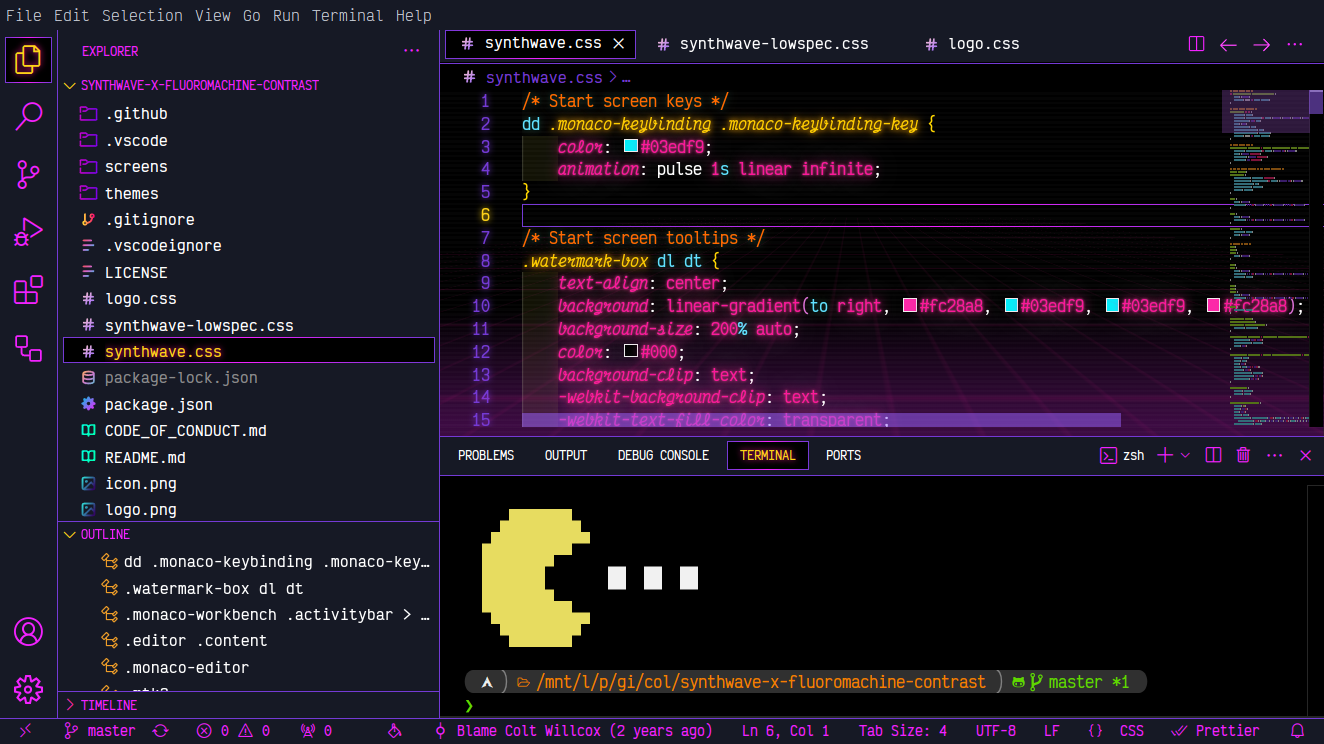 File Edit Selection View Go Run Terminal Help
EXPLORER
SYNTHWAVE-X-FLUOROMACHINE-CONTRAST
.github
.vscode
screens
themes
.gitignore
.vscodeignore
LICENSE
# logo.css
# synthwave-lowspec.css
# synthwave.css
package-lock.json
package.json
CODE_OF_CONDUCT.md
README.md
icon.png
logo.png
OUTLINE
dd .monaco-keybinding .monaco-key…
.watermark-box dl dt
.monaco-workbench .activitybar > …
.editor .content
.monaco-editor
TIMELINE
# synthwave.css # synthwave-lowspec.css # logo.css
# synthwave.css > …
1 /* Start screen keys */
2 dd .monaco-keybinding .monaco-keybinding-key {
3 color: #03edf9;
4 animation: pulse 1s linear infinite;
5 }
6
7 /* Start screen tooltips */
8 .watermark-box dl dt {
9 text-align: center;
10 background: linear-gradient(to right, #fc28a8, #03edf9, #03edf9, #fc28a8);
11 background-size: 200% auto;
12 color: #000;
13 background-clip: text;
14 -webkit-background-clip: text;
15 -webkit-text-fill-color: transparent;
PROBLEMS OUTPUT DEBUG CONSOLE TERMINAL PORTS zsh
/mnt/l/p/gi/col/synthwave-x-fluoromachine-contrast master *1
❯
master 0 0 0 Blame Colt Willcox (2 years ago) Ln 6, Col 1 Tab Size: 4 UTF-8 LF {} CSS Prettier